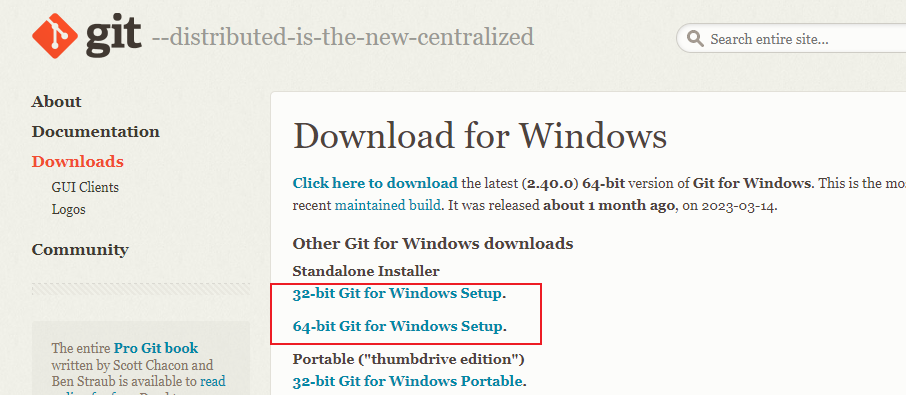 git --distributed-is-the-new-centralized
Search entire site...
About
Documentation
Downloads
GUI Clients
Logos
Community
The entire Pro Git book
written by Scott Chacon and
Ben Straub is available to read
Download for Windows
Click here to download the latest (2.40.0) 64-bit version of Git for Windows. This is the
recent maintained build. It was released about 1 month ago, on 2023-03-14.
Other Git for Windows downloads
Standalone Installer
32-bit Git for Windows Setup.
64-bit Git for Windows Setup.
Portable ("thumbdrive edition")
32-bit Git for Windows Portable.